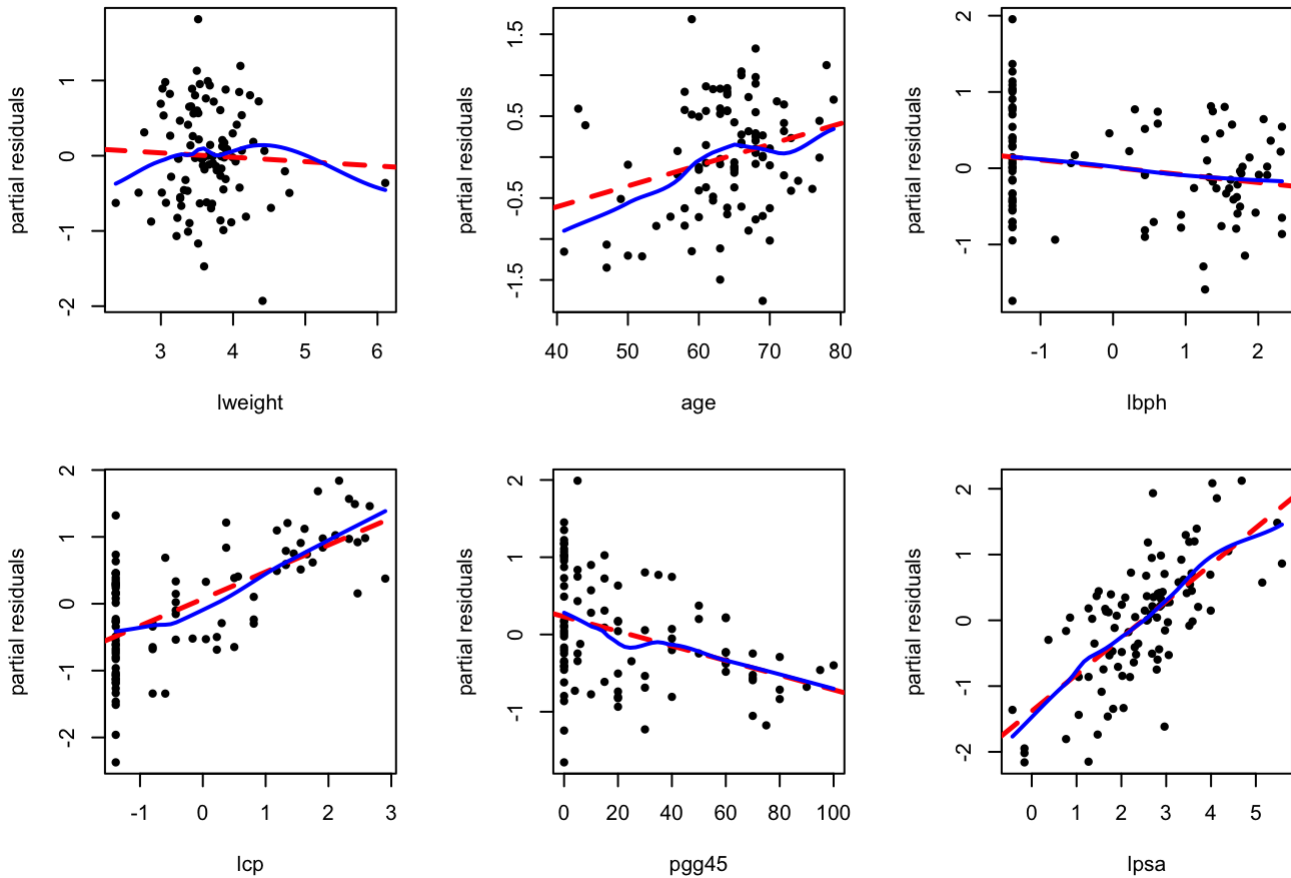 partial residuals
1
0
-1
-2
3 4 5 6
lweight
partial residuals
1.5
0.5
-0.5
-1.5
40 50 60 70 80
age
partial residuals
2
1
0
-1
-1 0 1 2
lbph
partial residuals
2
1
0
-1
-2
-1 0 1 2 3
lcp
partial residuals
2
1
0
-1
0 20 40 60 80 100
pgg45
partial residuals
2
1
0
-1
-2
0 1 2 3 4 5
lpsa